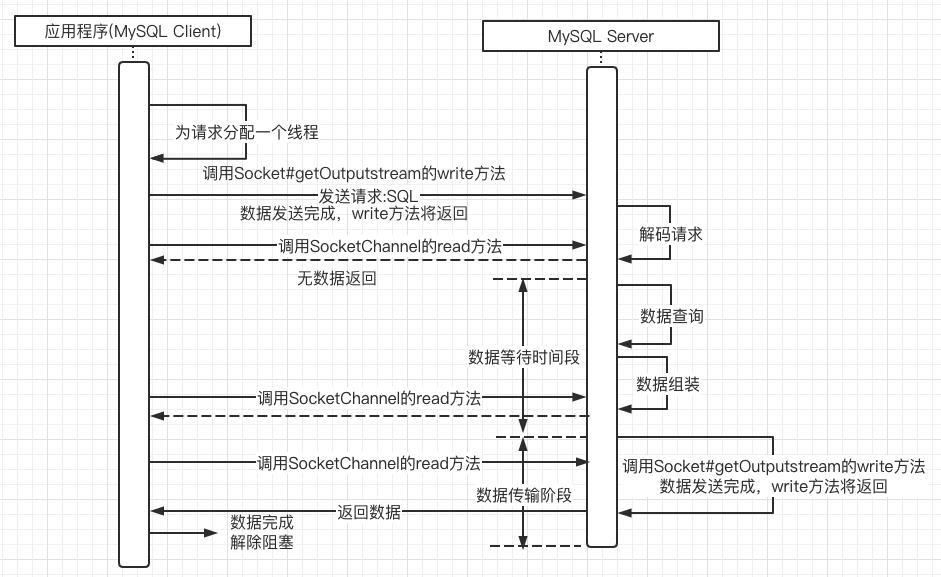 应用程序(MySQL Client)
MySQL Server
为请求分配一个线程
调用Socket#getOutputstream的write方法
发送请求:SQL
数据发送完成，write方法将返回
解码请求
调用SocketChannel的read方法
无数据返回
数据查询
数据等待时间段
数据组装
调用SocketChannel的read方法
调用SocketChannel的read方法
调用Socket#getOutputstream的write方法
数据发送完成，write方法将返回
数据传输阶段
返回数据
数据完成
解除阻塞